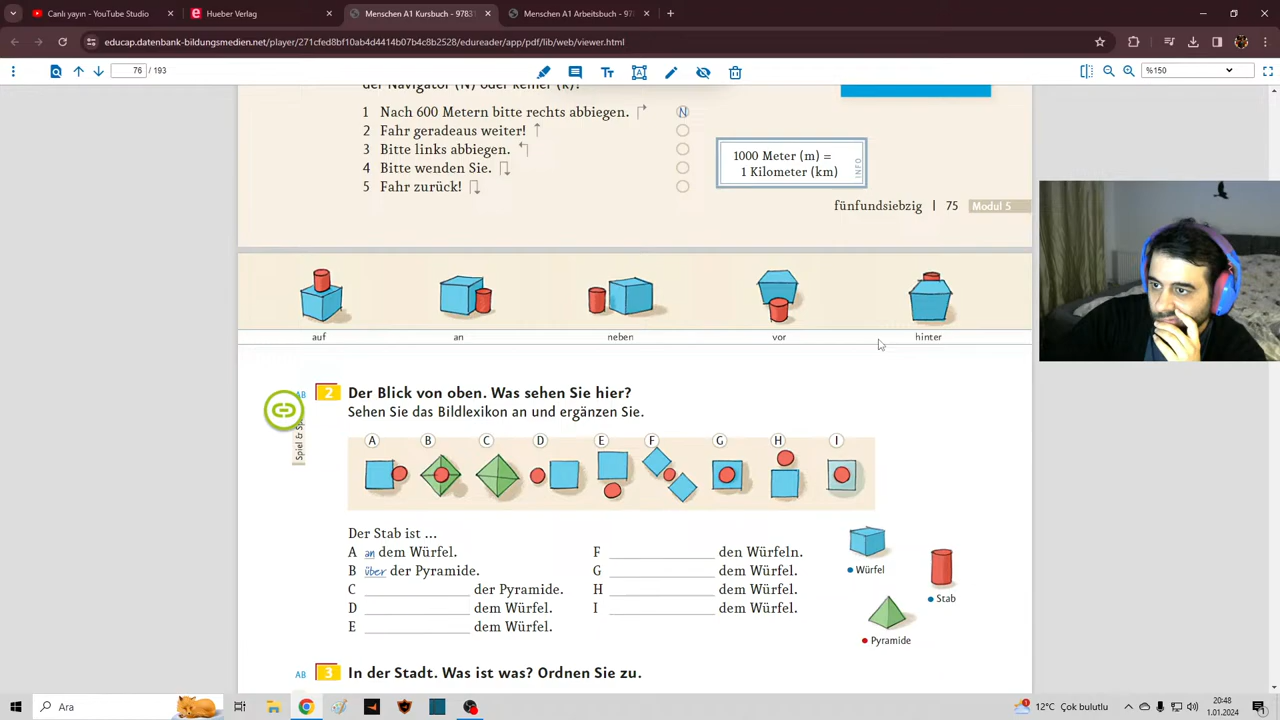 Canlı yayın - YouTube Studio
Hueber Verlag
Menschen A1 Kursbuch - 9783
Menschen A1 Arbeitsbuch - 97
educap.datenbank-bildungsmedien.net/player/271cfed8bf10ab4d4414b07b4c8b2528/edureader/app/pdf/lib/web/viewer.html
76 / 193
%150
der Navigator (N) oder keiner (k)?
1 Nach 600 Metern bitte rechts abbiegen.
N
2 Fahr geradeaus weiter!
3 Bitte links abbiegen.
4 Bitte wenden Sie.
5 Fahr zurück!
1000 Meter (m) =
1 Kilometer (km)
INFO
fünfundsiebzig | 75 Modul 5
auf an neben vor hinter
AB 2 Der Blick von oben. Was sehen Sie hier?
Sehen Sie das Bildlexikon an und ergänzen Sie.
Spiel & Sp
A B C D E F G H I
Der Stab ist ...
A an dem Würfel.
B über der Pyramide.
C der Pyramide.
D dem Würfel.
E dem Würfel.
F den Würfeln.
G dem Würfel.
H dem Würfel.
I dem Würfel.
Würfel
Stab
Pyramide
AB 3 In der Stadt. Was ist was? Ordnen Sie zu.
Ara
12°C Çok bulutlu
20:48
1.01.2024